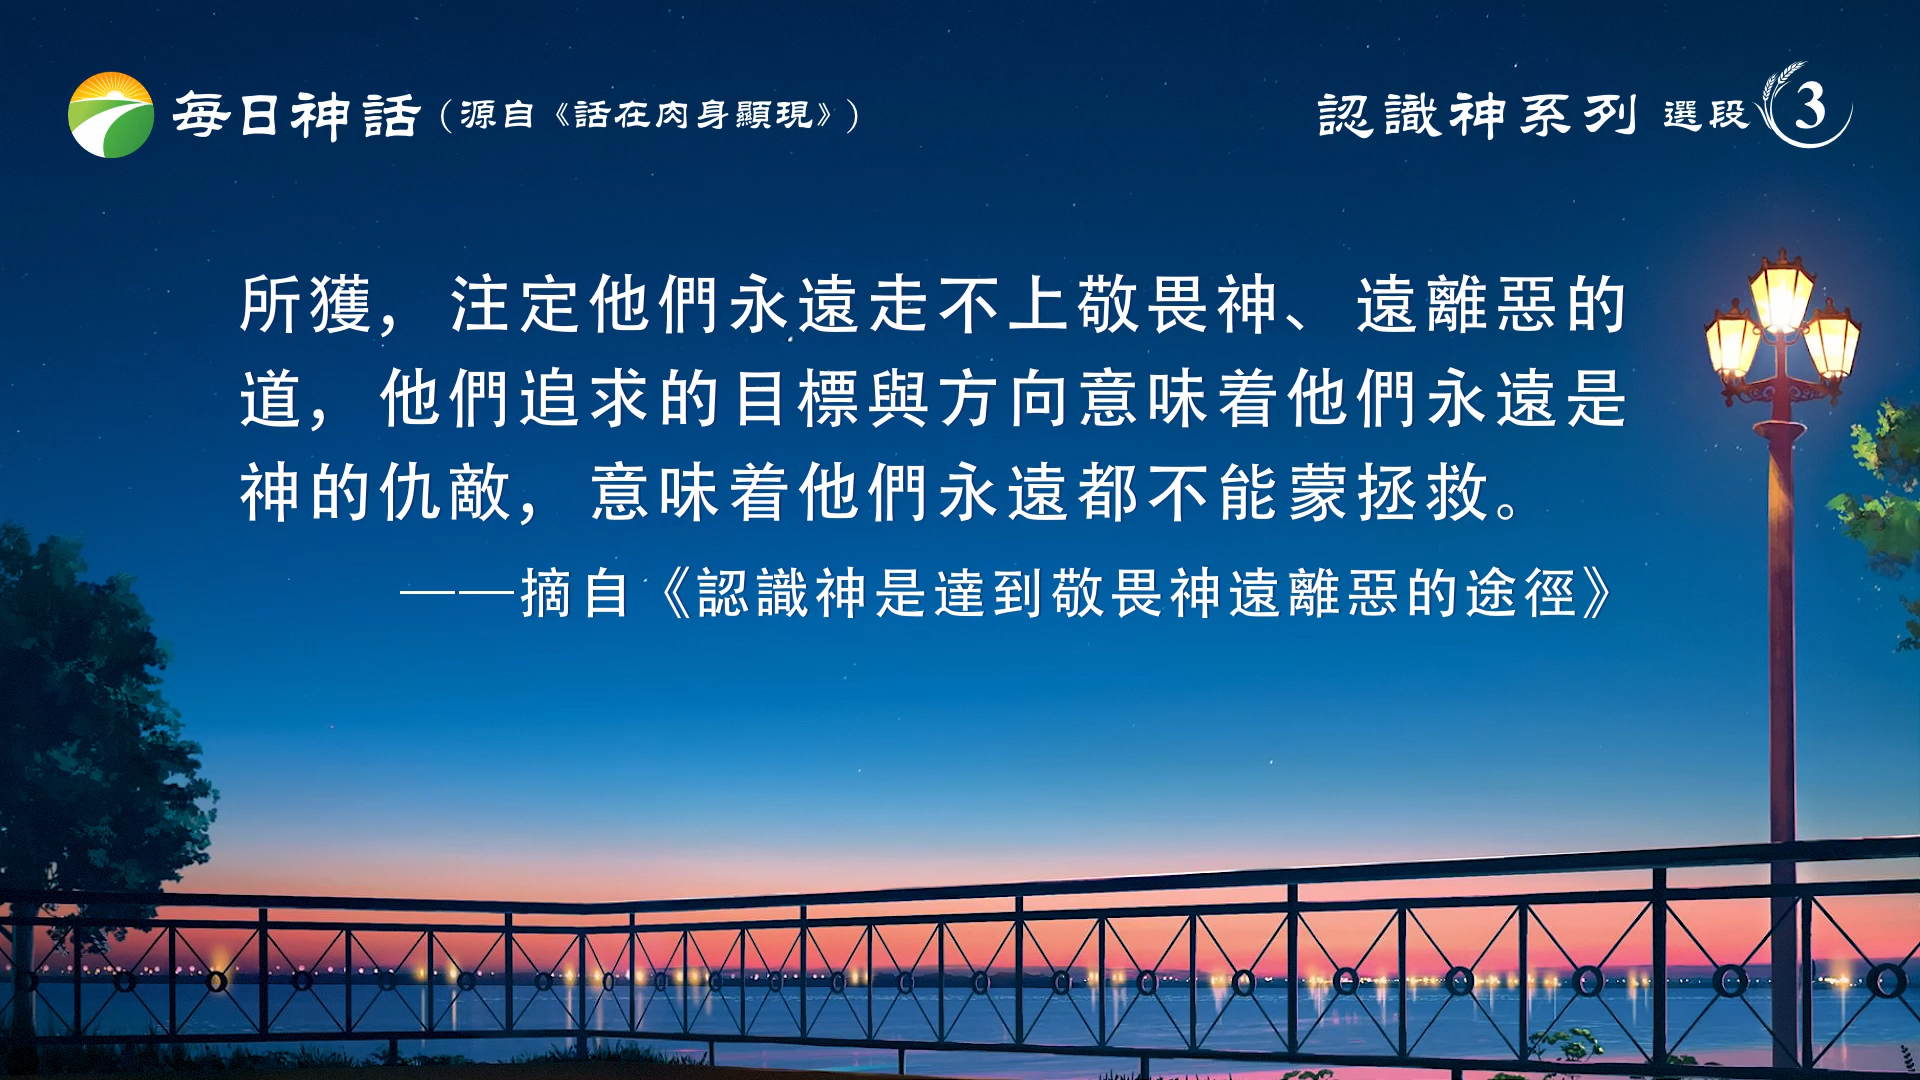 每日神話（源自《話在肉身顯現》）
認識神系列 選段 3
所獲，注定他們永遠走不上敬畏神、遠離惡的
道，他們追求的目標與方向意味着他們永遠是
神的仇敵，意味着他們永遠都不能蒙拯救。
——摘自《認識神是達到敬畏神遠離惡的途徑》